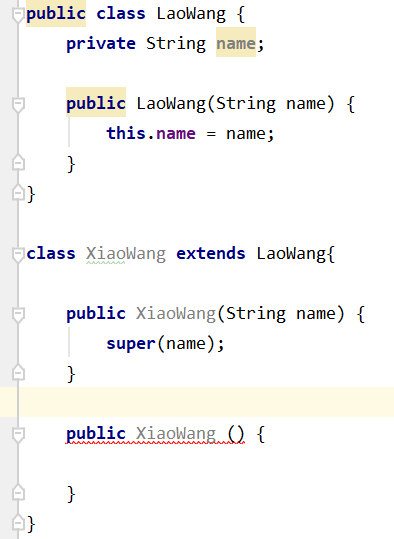 public class LaoWang {
private String name;
public LaoWang(String name) {
this.name = name;
}
}
class XiaoWang extends LaoWang{
public XiaoWang(String name) {
super(name);
}
public XiaoWang () {
}
}